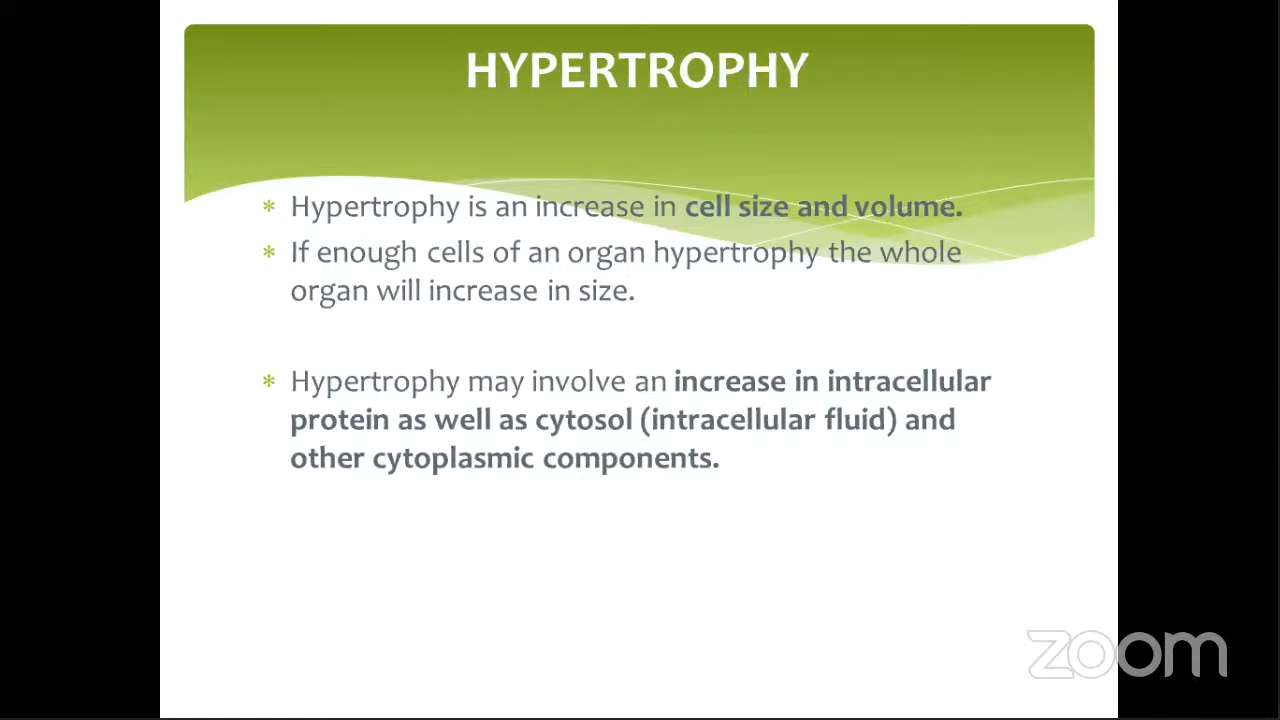 HYPERTROPHY
* Hypertrophy is an increase in cell size and volume.
* If enough cells of an organ hypertrophy the whole
organ will increase in size.
* Hypertrophy may involve an increase in intracellular
protein as well as cytosol (intracellular fluid) and
other cytoplasmic components.
zoom